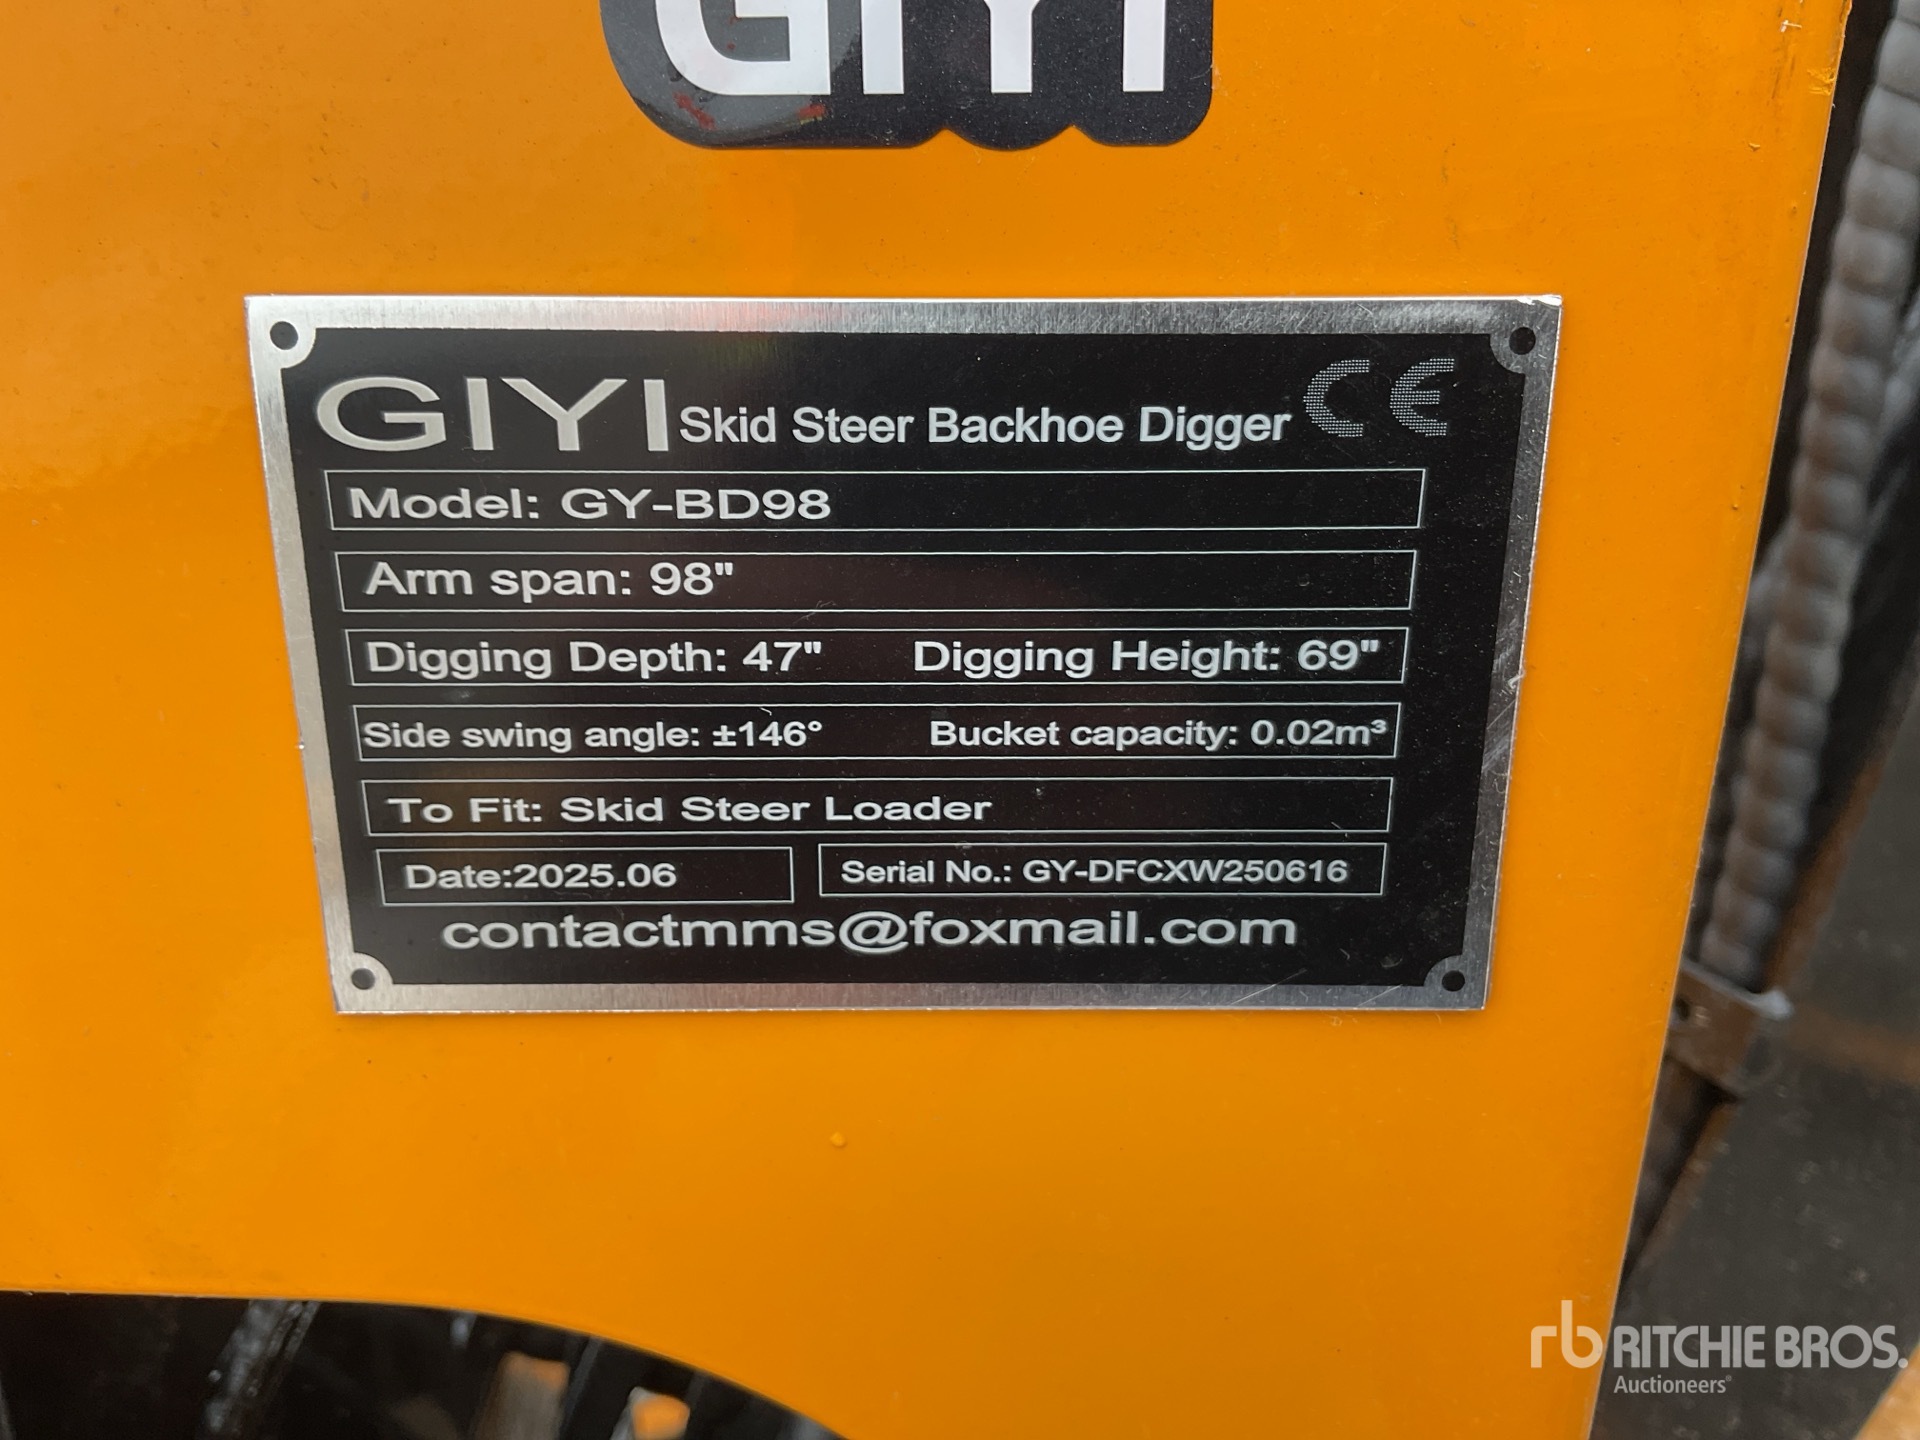 GIYI
GIYI Skid Steer Backhoe Digger CE
Model: GY-BD98
Arm span: 98"
Digging Depth: 47" Digging Height: 69"
Side swing angle: ±146° Bucket capacity: 0.02m³
To Fit: Skid Steer Loader
Date:2025.06 Serial No.: GY-DFCXW250616
contactmms@foxmail.com
rb RITCHIE BROS.
Auctioneers